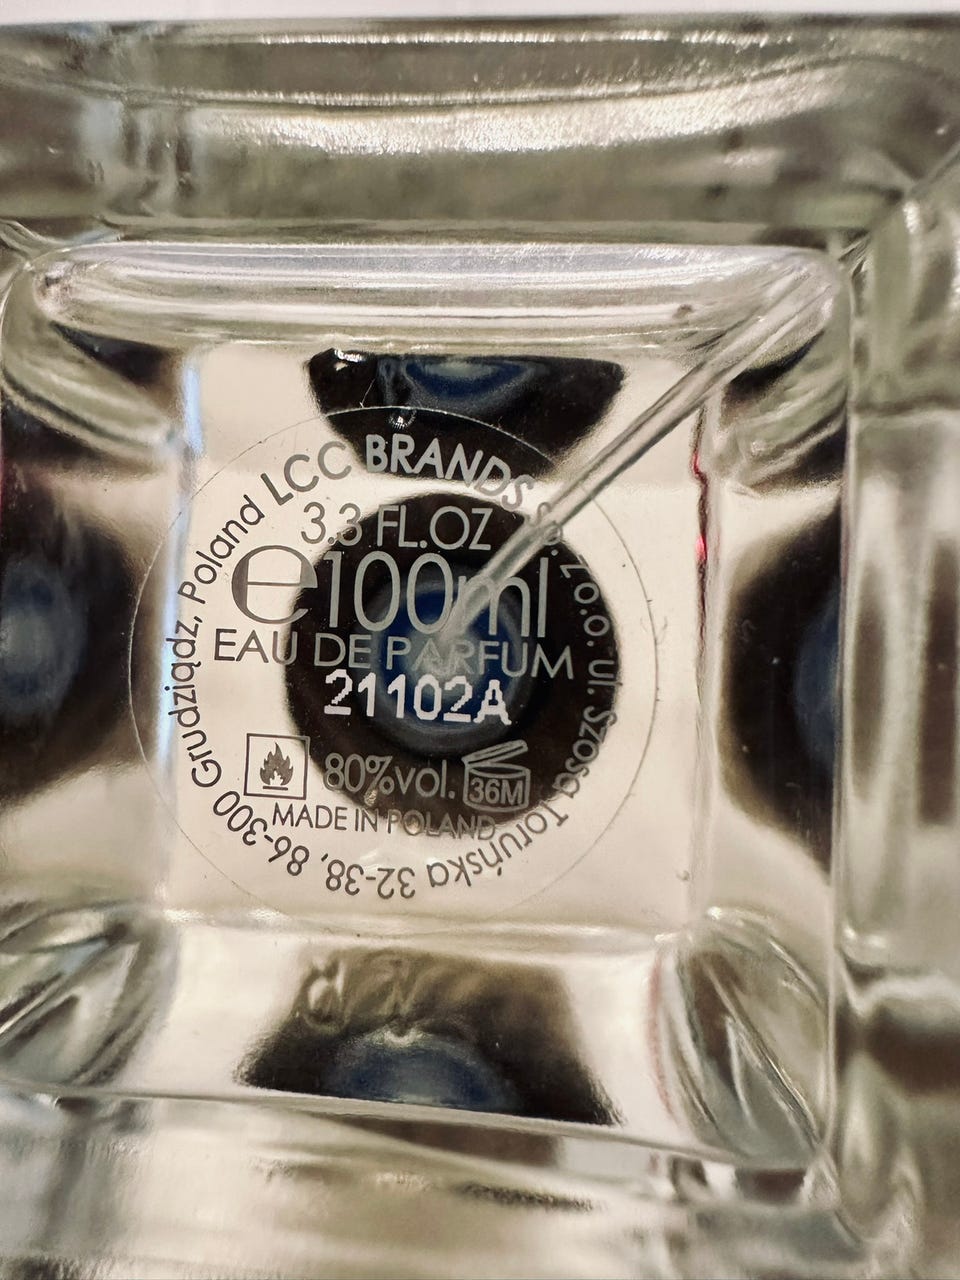 LCC BRANDS Sp. z o.o. ul. Szosa Toruńska 32-38, 86-300 Grudziądz, Poland
3.3 FL.OZ
e100ml
EAU DE PARFUM
21102A
80%vol. 36M
MADE IN POLAND